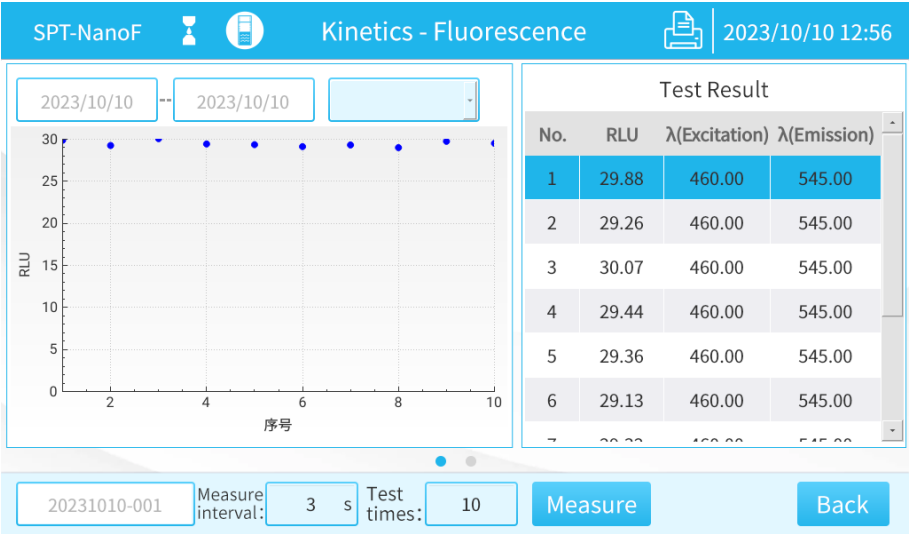 SPT-NanoF Kinetics - Fluorescence 2023/10/10 12:56
2023/10/10 -- 2023/10/10
30
25
20
15
10
5
0
RLU
2 4 6 8 10
序号
Test Result
No. RLU λ(Excitation) λ(Emission)
1 29.88 460.00 545.00
2 29.26 460.00 545.00
3 30.07 460.00 545.00
4 29.44 460.00 545.00
5 29.36 460.00 545.00
6 29.13 460.00 545.00
20231010-001
Measure
interval: 3 s
Test
times: 10
Measure
Back